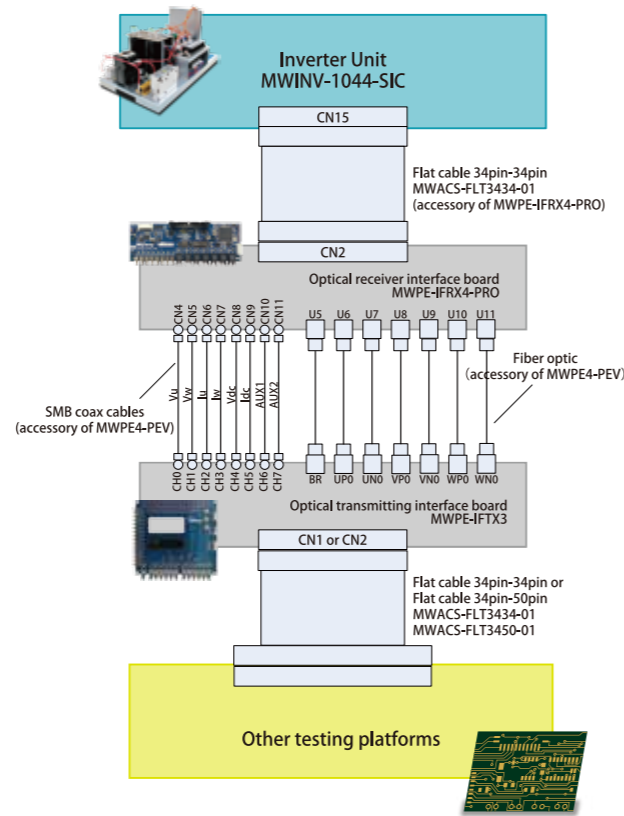 Inverter Unit
MWINV-1044-SIC
CN15
Flat cable 34pin-34pin
MWACS-FLT3434-01
(accessory of MWPE-IFRX4-PRO)
CN2
Optical receiver interface board
MWPE-IFRX4-PRO
CN4 CN5 CN6 CN7 CN8 CN9 CN10 CN11
U5 U6 U7 U8 U9 U10 U11
Fiber optic
(accessory of MWPE4-PEV)
SMB coax cables
(accessory of MWPE4-PEV)
Vu Vw Iu Iw Vdc Idc AUX1 AUX2
CH0 CH1 CH2 CH3 CH4 CH5 CH6 CH7
BR UP0 UN0 VP0 VN0 WP0 WN0
Optical transmitting interface board
MWPE-IFTX3
CN1 or CN2
Flat cable 34pin-34pin or
Flat cable 34pin-50pin
MWACS-FLT3434-01
MWACS-FLT3450-01
Other testing platforms